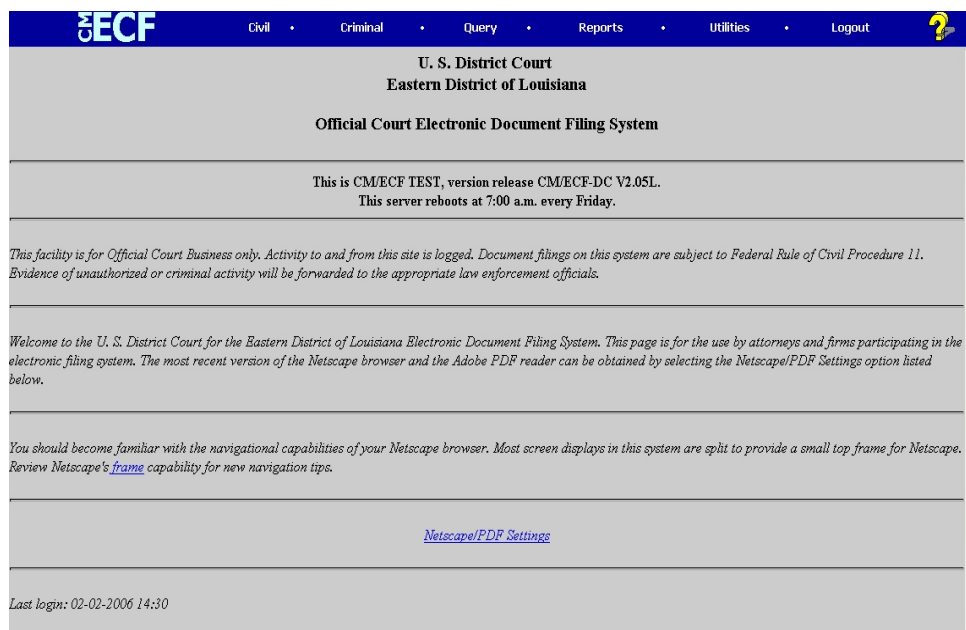 CM ECF Civil • Criminal • Query • Reports • Utilities • Logout ?
U. S. District Court
Eastern District of Louisiana
Official Court Electronic Document Filing System
This is CM/ECF TEST, version release CM/ECF-DC V2.05L.
This server reboots at 7:00 a.m. every Friday.
This facility is for Official Court Business only. Activity to and from this site is logged. Document filings on this system are subject to Federal Rule of Civil Procedure 11.
Evidence of unauthorized or criminal activity will be forwarded to the appropriate law enforcement officials.
Welcome to the U. S. District Court for the Eastern District of Louisiana Electronic Document Filing System. This page is for the use by attorneys and firms participating in the
electronic filing system. The most recent version of the Netscape browser and the Adobe PDF reader can be obtained by selecting the Netscape/PDF Settings option listed
below.
You should become familiar with the navigational capabilities of your Netscape browser. Most screen displays in this system are split to provide a small top frame for Netscape.
Review Netscape's frame capability for new navigation tips.
Netscape/PDF Settings
Last login: 02-02-2006 14:30